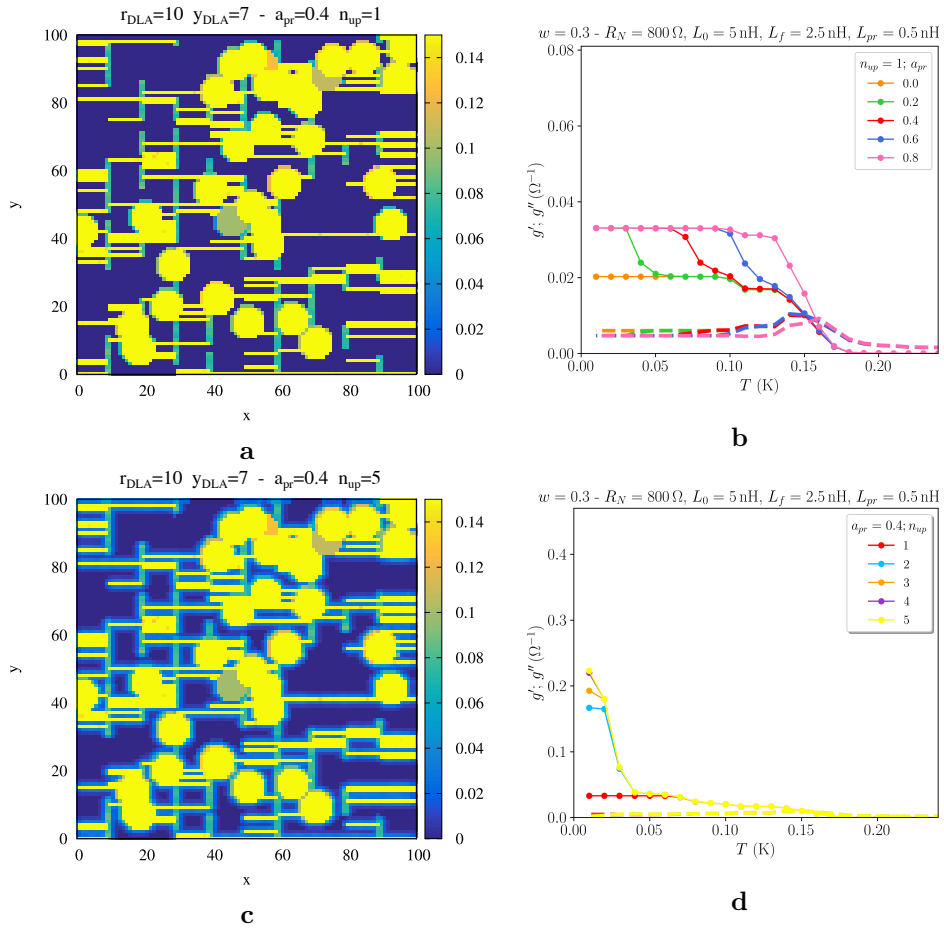 r_DLA=10 y_DLA=7 - a_pr=0.4 n_up=1
100
80
60
40
20
0
y
0 20 40 60 80 100
x
0.14
0.12
0.1
0.08
0.06
0.04
0.02
0
a
w = 0.3 - R_N = 800 Ω, L_0 = 5 nH, L_f = 2.5 nH, L_pr = 0.5 nH
n_up = 1; a_pr
0.0
0.2
0.4
0.6
0.8
0.08
0.06
0.04
0.02
0.00
g′; g″ (Ω⁻¹)
0.00 0.05 0.10 0.15 0.20
T (K)
b
r_DLA=10 y_DLA=7 - a_pr=0.4 n_up=5
100
80
60
40
20
0
y
0 20 40 60 80 100
x
0.14
0.12
0.1
0.08
0.06
0.04
0.02
0
c
w = 0.3 - R_N = 800 Ω, L_0 = 5 nH, L_f = 2.5 nH, L_pr = 0.5 nH
a_pr = 0.4; n_up
1
2
3
4
5
0.4
0.3
0.2
0.1
0.0
g′; g″ (Ω⁻¹)
0.00 0.05 0.10 0.15 0.20
T (K)
d